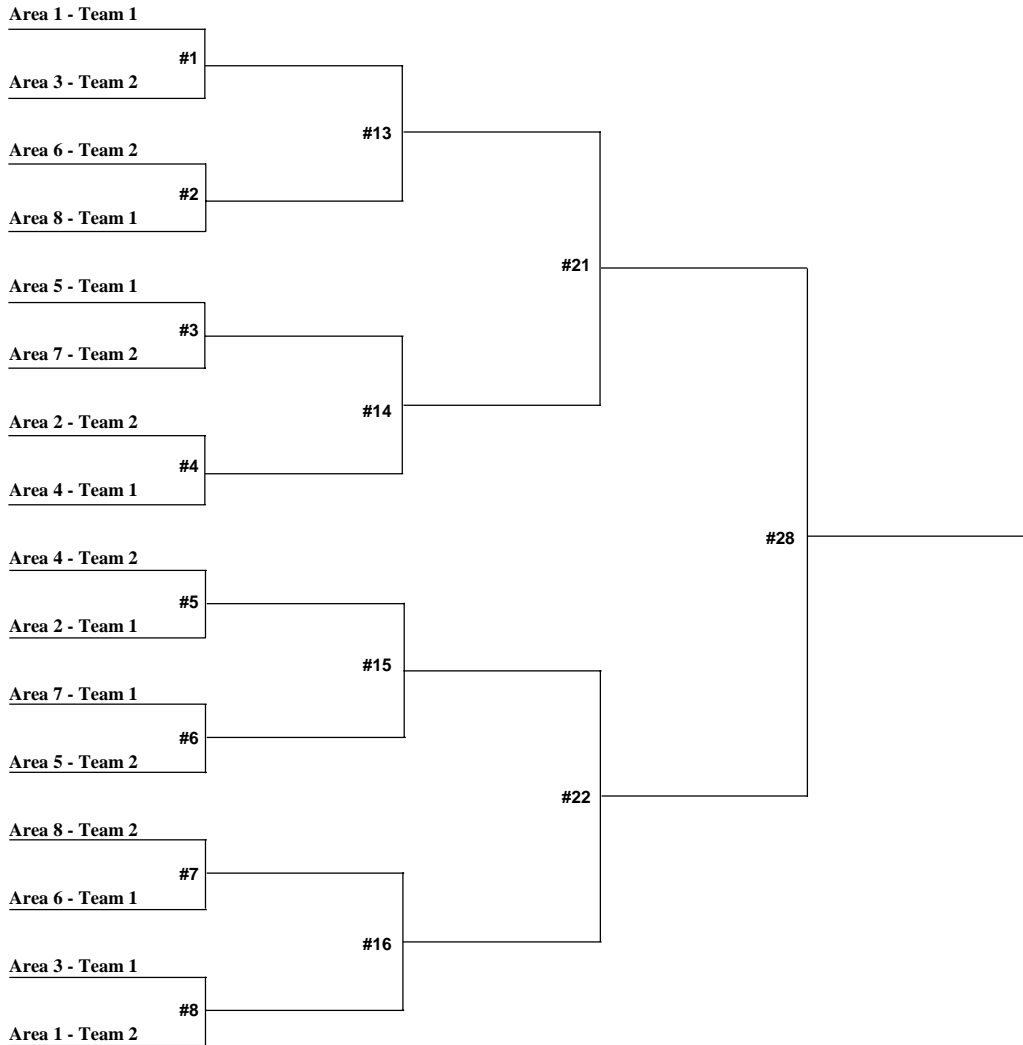 Area 1 - Team 1
#1
Area 3 - Team 2
#13
Area 6 - Team 2
#2
Area 8 - Team 1
#21
Area 5 - Team 1
#3
Area 7 - Team 2
#14
Area 2 - Team 2
#4
Area 4 - Team 1
#28
Area 4 - Team 2
#5
Area 2 - Team 1
#15
Area 7 - Team 1
#6
Area 5 - Team 2
#22
Area 8 - Team 2
#7
Area 6 - Team 1
#16
Area 3 - Team 1
#8
Area 1 - Team 2